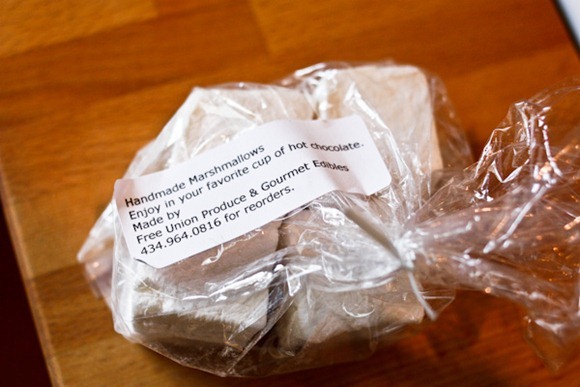 Handmade Marshmallows
Enjoy in your favorite cup of hot chocolate.
Made by
Free Union Produce & Gourmet Edibles
434.964.0816 for reorders.